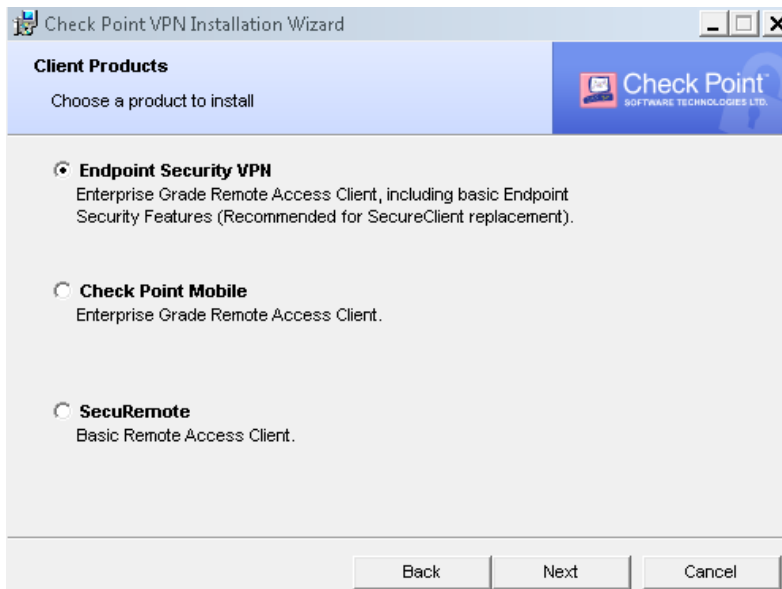 Check Point VPN Installation Wizard
Client Products
Choose a product to install
Check Point™
SOFTWARE TECHNOLOGIES LTD.
Endpoint Security VPN
Enterprise Grade Remote Access Client, including basic Endpoint
Security Features (Recommended for SecureClient replacement).
Check Point Mobile
Enterprise Grade Remote Access Client.
SecuRemote
Basic Remote Access Client.
Back
Next
Cancel